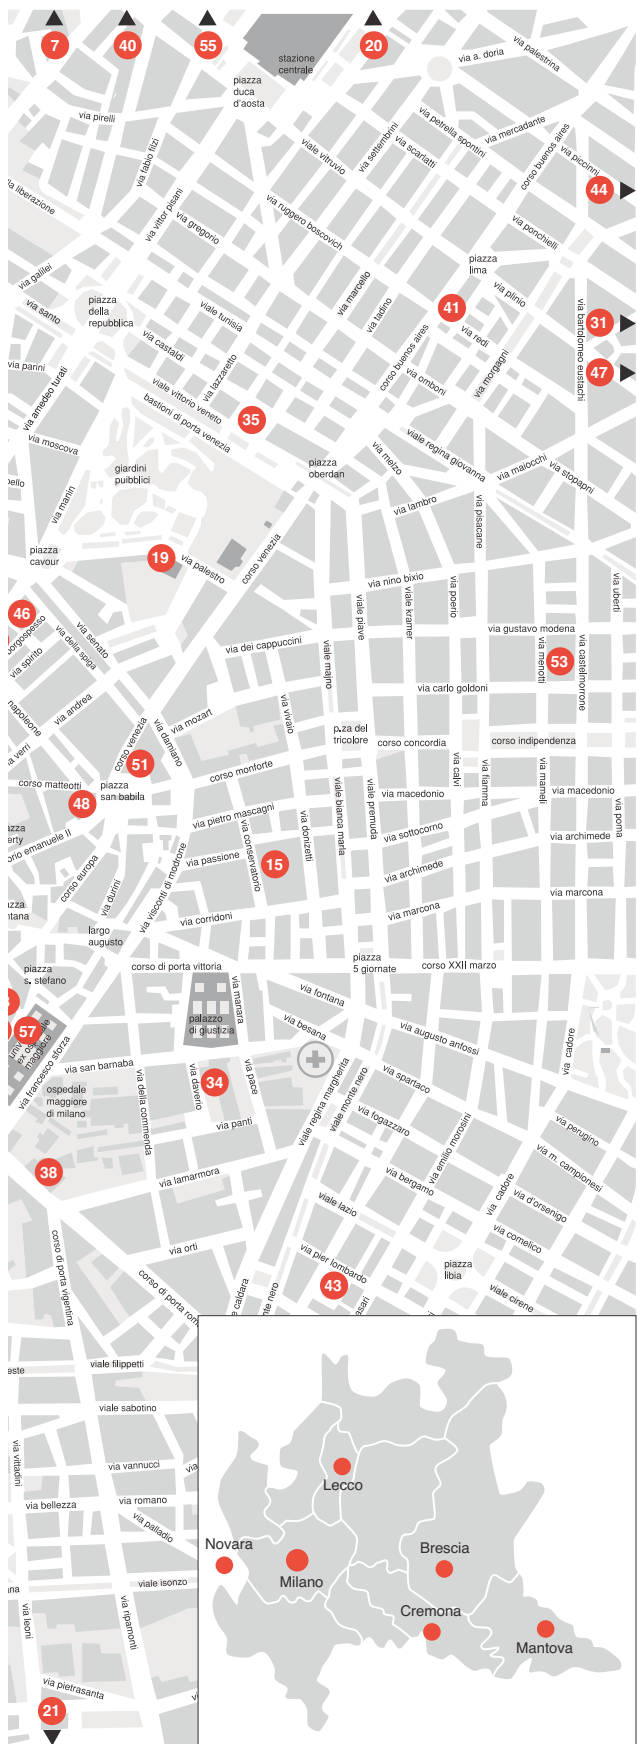 7
40
55
20
stazione
centrale
piazza
duca
d'aosta
via a. doria
via palestrina
via pirelli
via fabio filzi
viale vitruvio
via settembrini
via scarlatti
via petrella
spontini
via mercadante
corso buenos aires
via piccinni
44
via liberazione
via vittor pisani
via gregorio
via ruggero boscovich
via ponchielli
piazza
lima
via galilei
via santo
piazza
della
repubblica
via tunisia
viale tunisia
via marcello
via tadino
41
via plinio
via redi
via bartolomeo eustachi
31
47
via parini
via amedeo turati
via castaldi
via lazzaretto
viale vittorio veneto
bastioni di porta venezia
35
corso buenos aires
via omboni
via morgagni
via moscova
giardini
puibblici
piazza
oberdan
via melzo
viale regina giovanna
via maiocchi
via stopapni
via manin
via lambro
via pisacane
piazza
cavour
19
via palestro
corso venezia
via nino bixio
46
borgospesso
via spirito
via della spiga
via senato
via dei cappuccini
viale majno
viale piave
viale kramer
via poerio
via gustavo modena
via menotti
53
via castelmorrone
via uberti
napoleone
via andrea
via verri
corso venezia
via damiano
via mozart
via vivaio
via carlo goldoni
p.za del
tricolore
corso concordia
corso indipendenza
51
corso matteotti
48
piazza
san babila
corso monforte
viale bianca maria
viale premuda
via macedonio
via calvi
via fiamma
via mameli
via macedonio
via poma
via pietro mascagni
via conservatorio
via donizetti
via sottocorno
via archimede
via passione
15
via archimede
corso europa
via durini
via visconti di modrone
via corridoni
via marcona
via marcona
largo
augusto
piazza
s. stefano
corso di porta vittoria
piazza
5 giornate
corso XXII marzo
57
ex ospedale
maggiore
via francesco sforza
palazzo
di giustizia
via manara
via fontana
via besana
via augusto anfossi
via cadore
via san barnaba
ospedale
maggiore
di milano
via della commenda
via daverio
34
via pace
via panti
viale regina margherita
viale monte nero
via spartaco
via fogazzaro
via emilio morosini
via perugino
via m. campionesi
38
via lamarmora
via bergamo
via cadore
via d'orsenigo
viale lazio
via comelico
corso di porta vigentina
via orti
via pier lombardo
43
piazza
libia
viale cirene
corso di porta rom
caldara
nte nero
asari
viale filippetti
viale sabotino
via vittadini
via vannucci
via bellezza
via romano
via palladio
viale isonzo
via leoni
via ripamonti
via pietrasanta
21
Lecco
Novara
Milano
Brescia
Cremona
Mantova